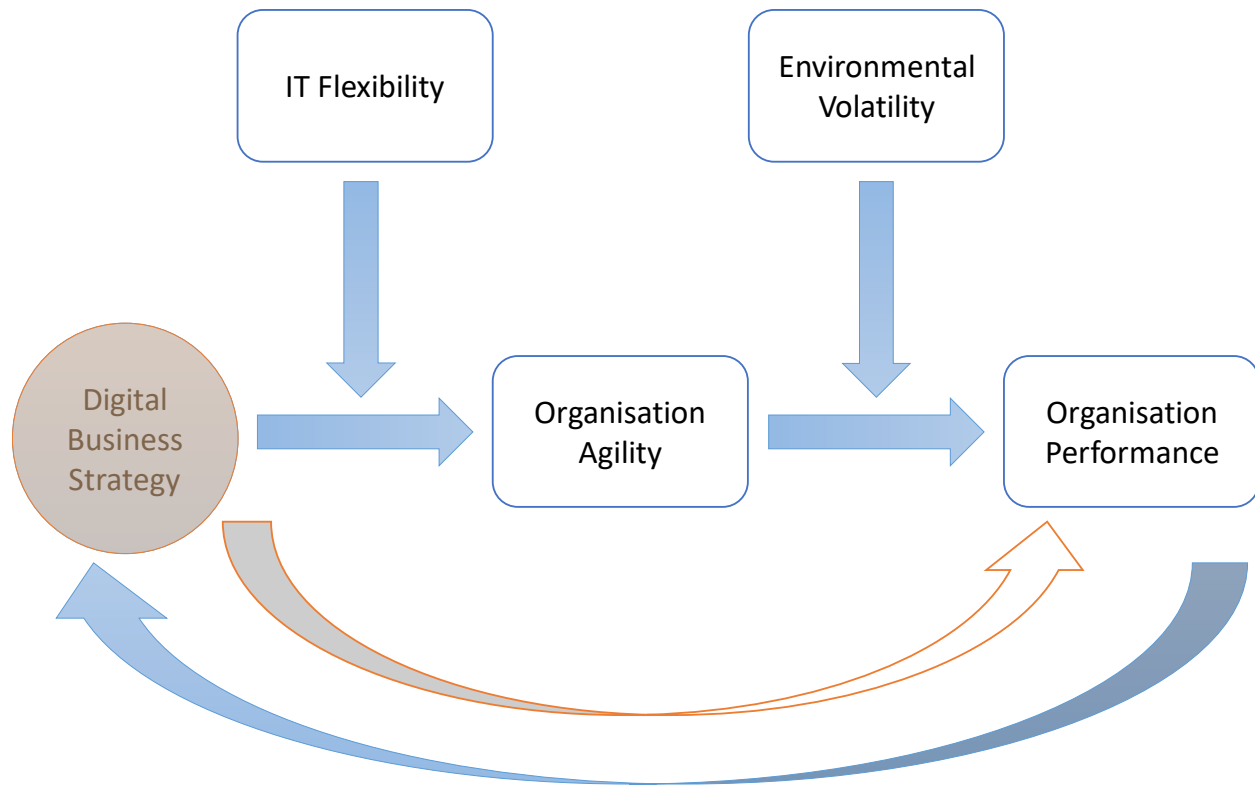 IT Flexibility
Environmental
Volatility
Digital
Business
Strategy
Organisation
Agility
Organisation
Performance